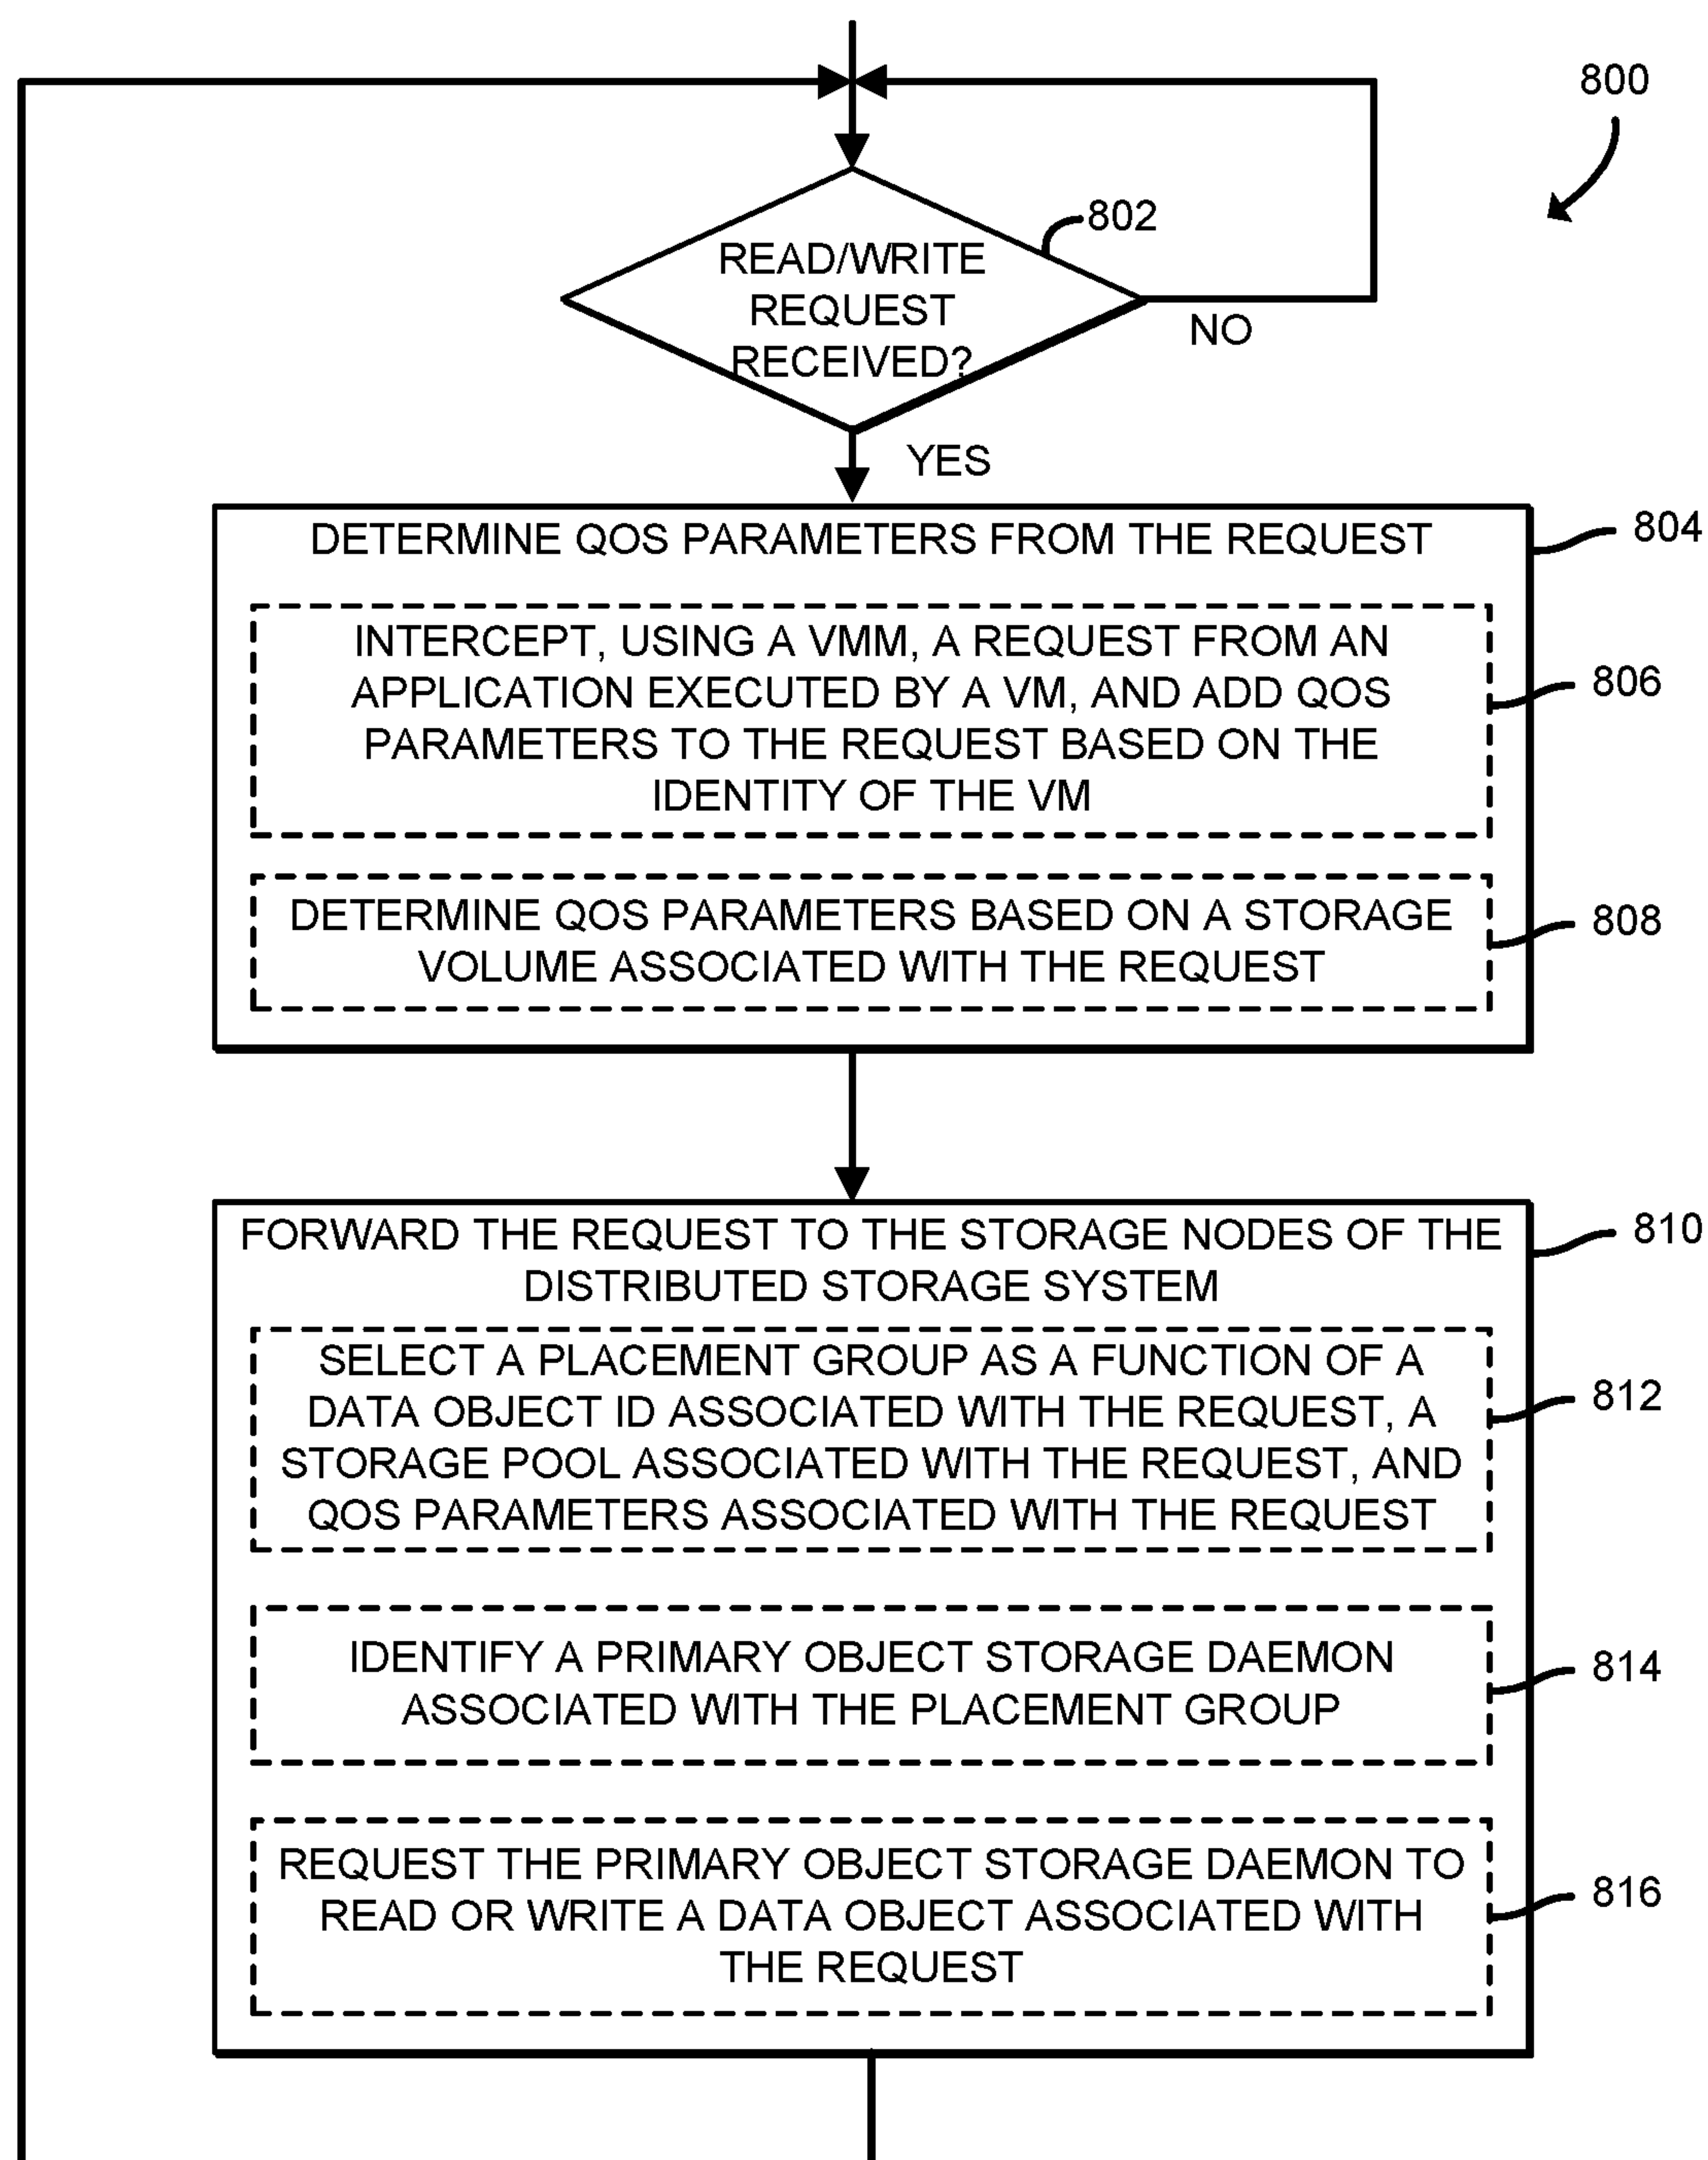 800
802
READ/WRITE
REQUEST
RECEIVED?
NO
YES
804
DETERMINE QOS PARAMETERS FROM THE REQUEST
806
INTERCEPT, USING A VMM, A REQUEST FROM AN
APPLICATION EXECUTED BY A VM, AND ADD QOS
PARAMETERS TO THE REQUEST BASED ON THE
IDENTITY OF THE VM
808
DETERMINE QOS PARAMETERS BASED ON A STORAGE
VOLUME ASSOCIATED WITH THE REQUEST
810
FORWARD THE REQUEST TO THE STORAGE NODES OF THE
DISTRIBUTED STORAGE SYSTEM
812
SELECT A PLACEMENT GROUP AS A FUNCTION OF A
DATA OBJECT ID ASSOCIATED WITH THE REQUEST, A
STORAGE POOL ASSOCIATED WITH THE REQUEST, AND
QOS PARAMETERS ASSOCIATED WITH THE REQUEST
814
IDENTIFY A PRIMARY OBJECT STORAGE DAEMON
ASSOCIATED WITH THE PLACEMENT GROUP
816
REQUEST THE PRIMARY OBJECT STORAGE DAEMON TO
READ OR WRITE A DATA OBJECT ASSOCIATED WITH
THE REQUEST